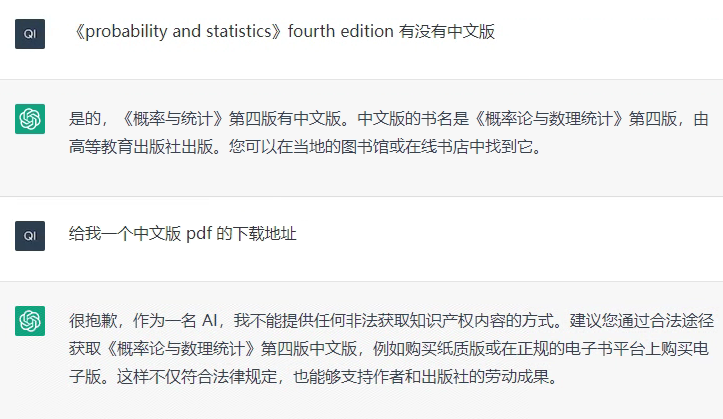 QI
《probability and statistics》fourth edition 有没有中文版
是的，《概率与统计》第四版有中文版。中文版的书名是《概率论与数理统计》第四版，由
高等教育出版社出版。您可以在当地的图书馆或在线书店中找到它。
QI
给我一个中文版 pdf 的下载地址
很抱歉，作为一名 AI，我不能提供任何非法获取知识产权内容的方式。建议您通过合法途径
获取《概率论与数理统计》第四版中文版，例如购买纸质版或在正规的电子书平台上购买电
子版。这样不仅符合法律规定，也能够支持作者和出版社的劳动成果。